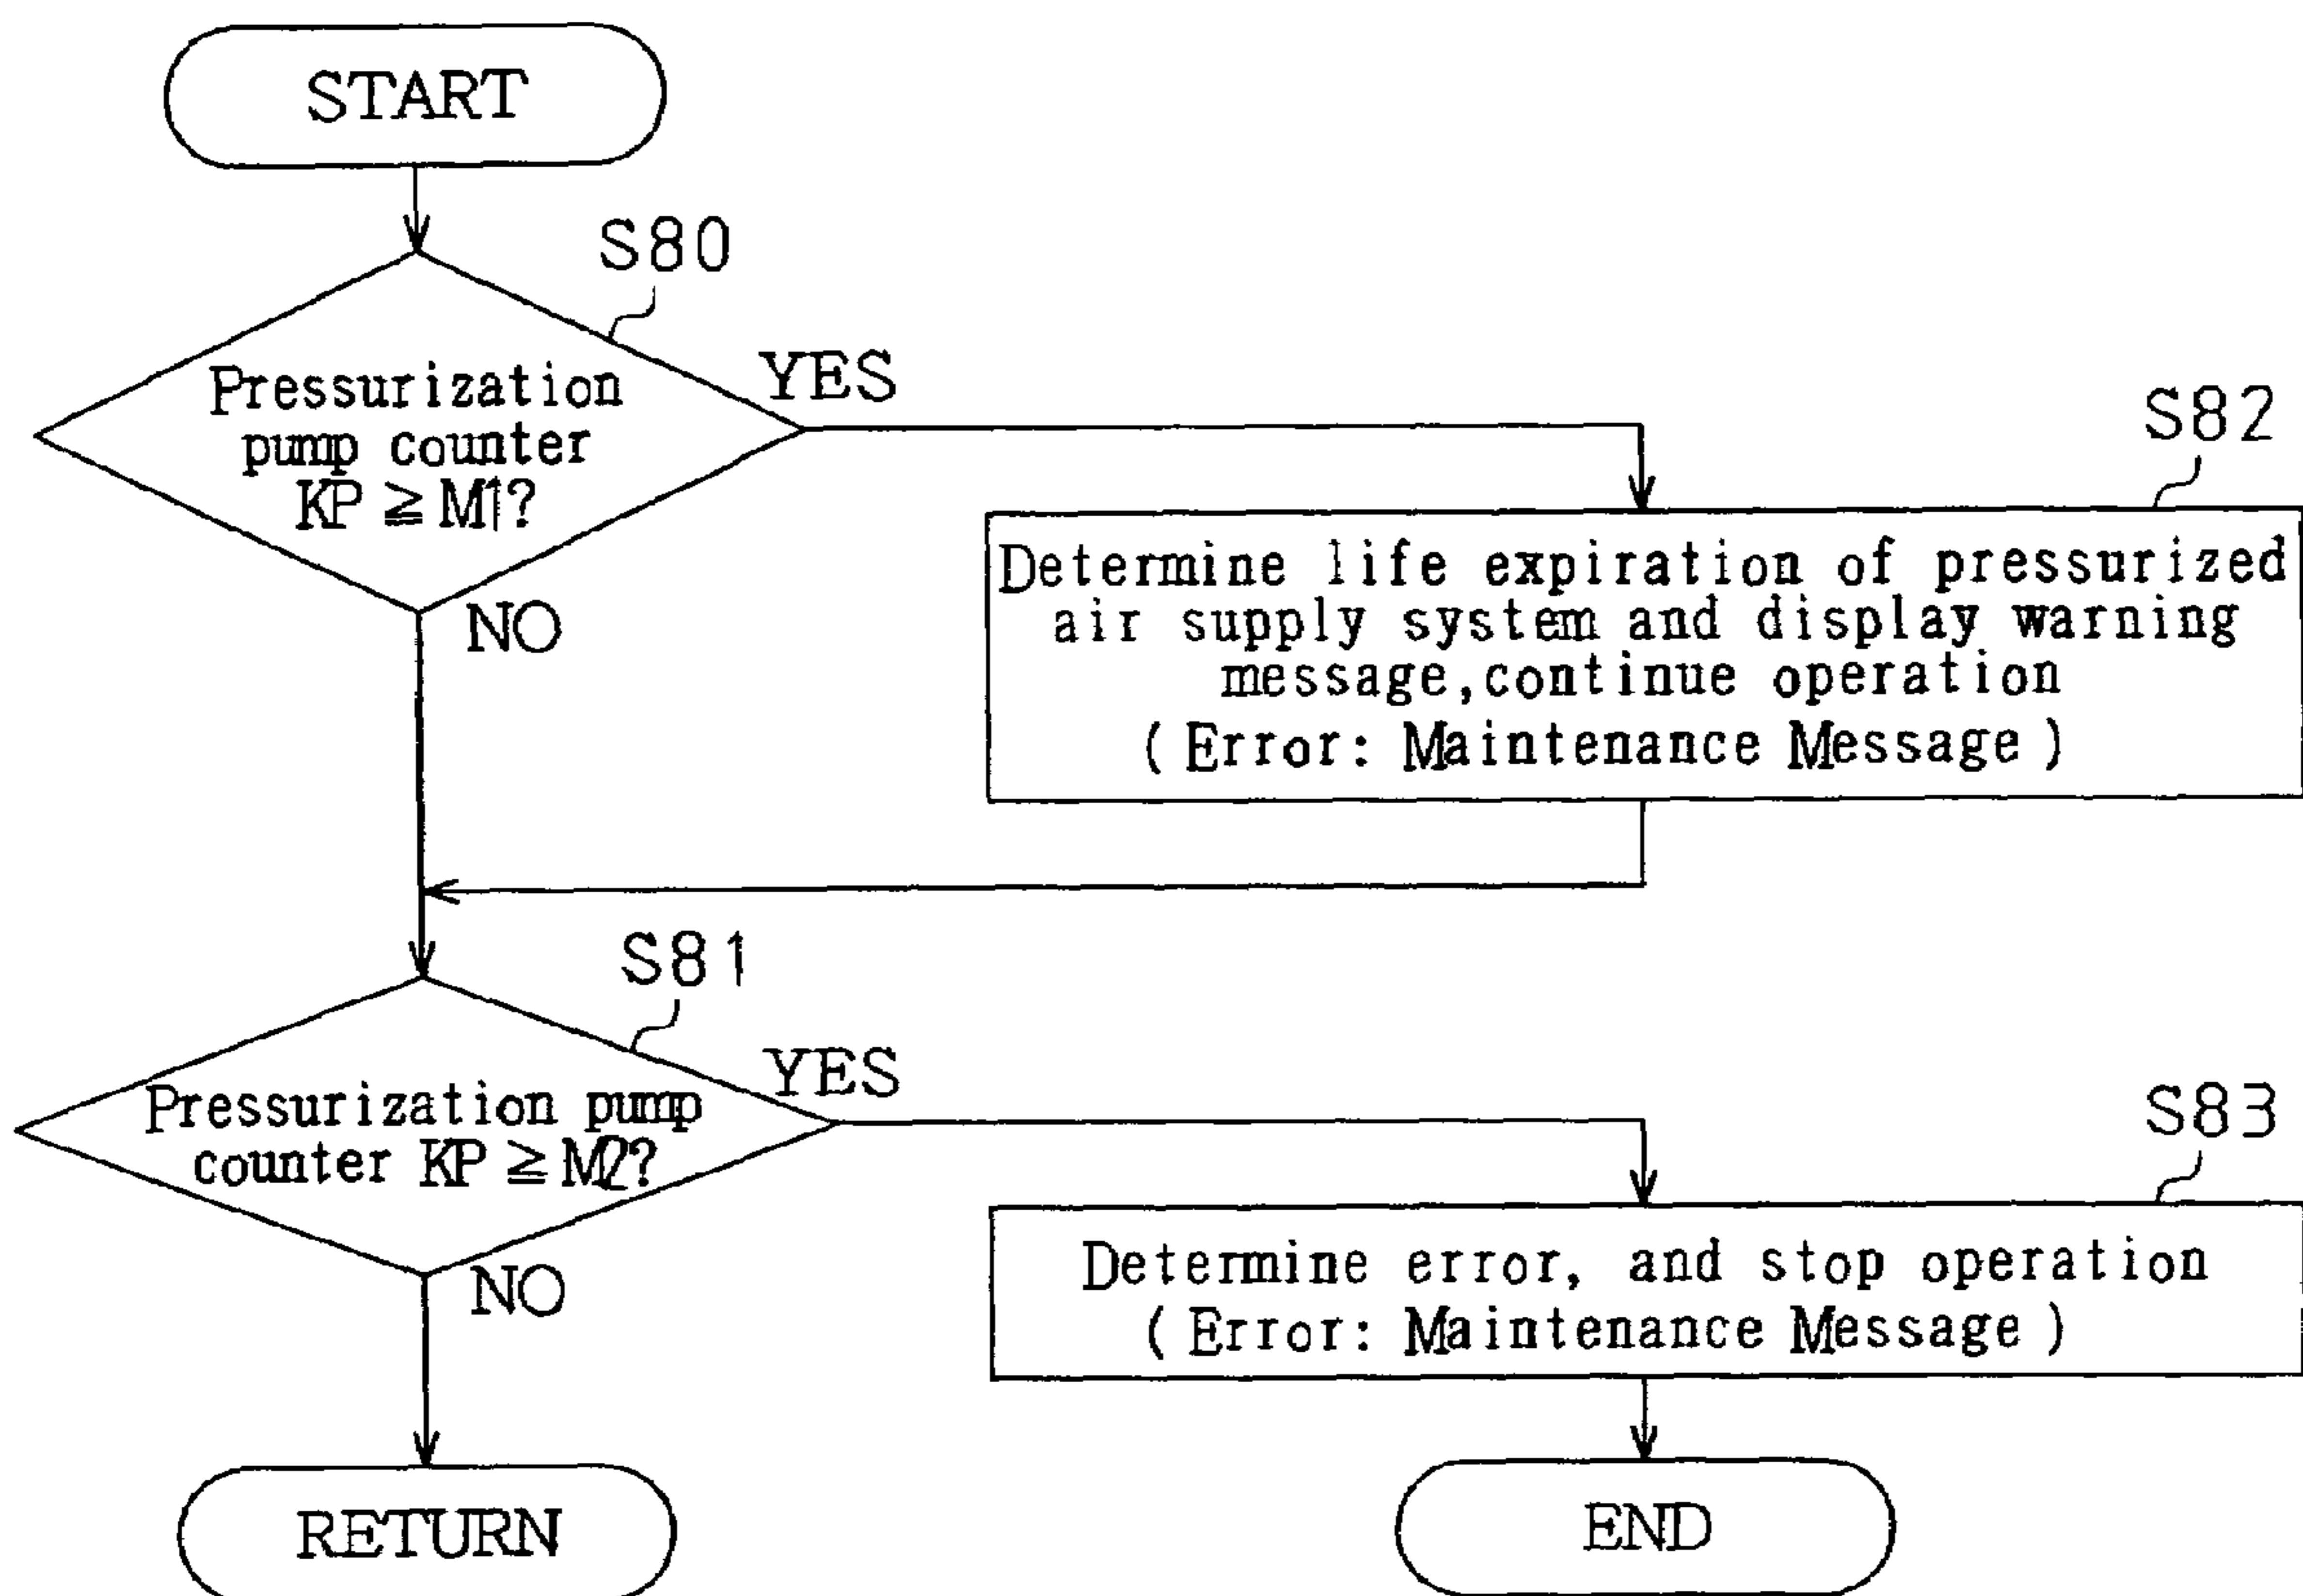 START
S80
Pressurization
pump counter
KP ≧ M1?
YES
NO
S82
Determine life expiration of pressurized
air supply system and display warning
message,continue operation
(Error: Maintenance Message)
S81
Pressurization pump
counter KP ≧ M2?
YES
NO
S83
Determine error, and stop operation
(Error: Maintenance Message)
RETURN
END